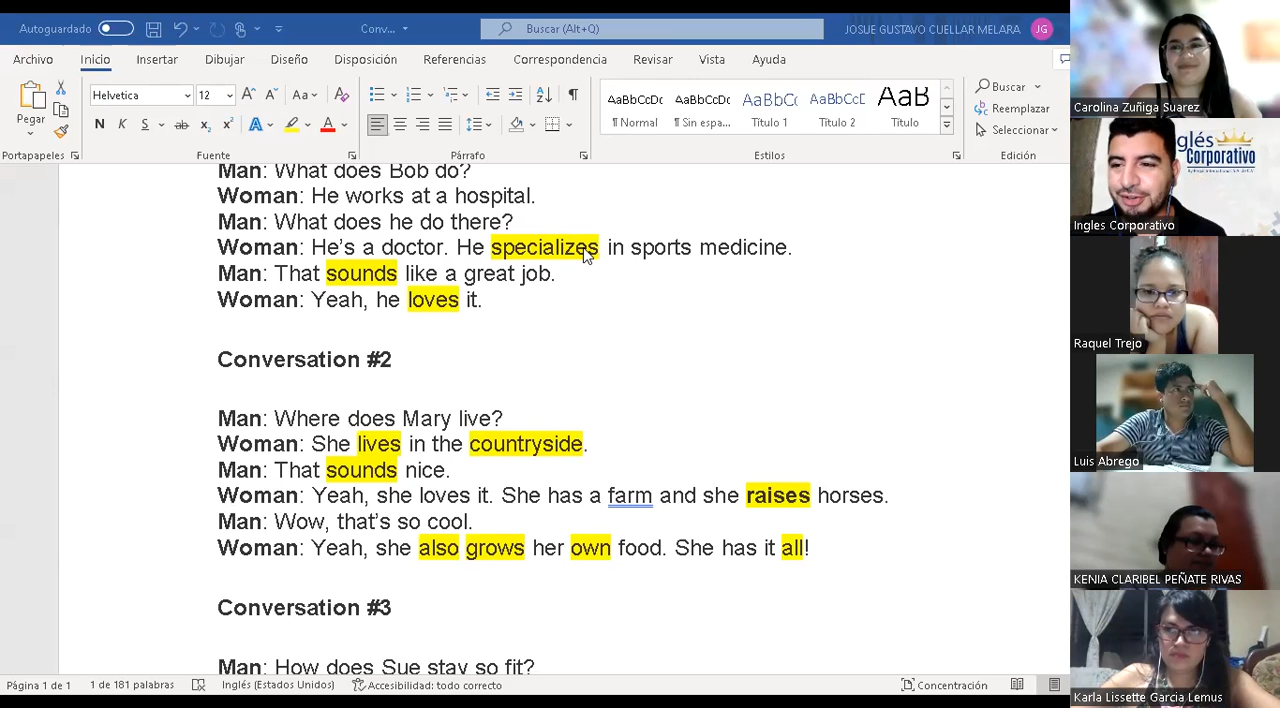 Autoguardado
Conv...
Buscar (Alt+Q)
JOSUE GUSTAVO CUELLAR MELARA
JG
Archivo Inicio Insertar Dibujar Diseño Disposición Referencias Correspondencia Revisar Vista Ayuda
Pegar
Helvetica 12
N K S ab x₂ x² A A
AaBbCcDc AaBbCcDc AaBbCc AaBbCcD AaB
¶ Normal ¶ Sin espa... Título 1 Título 2 Título
Buscar
Reemplazar
Seleccionar
Portapapeles Fuente Párrafo Estilos Edición
Man: What does Bob do?
Woman: He works at a hospital.
Man: What does he do there?
Woman: He's a doctor. He specializes in sports medicine.
Man: That sounds like a great job.
Woman: Yeah, he loves it.
Conversation #2
Man: Where does Mary live?
Woman: She lives in the countryside.
Man: That sounds nice.
Woman: Yeah, she loves it. She has a farm and she raises horses.
Man: Wow, that's so cool.
Woman: Yeah, she also grows her own food. She has it all!
Conversation #3
Man: How does Sue stay so fit?
Página 1 de 1 1 de 181 palabras Inglés (Estados Unidos) Accesibilidad: todo correcto Concentración
Carolina Zuñiga Suarez
glés
Corporativo
Ingles Corporativo
Raquel Trejo
Luis Abrego
KENIA CLARIBEL PEÑATE RIVAS
Karla Lissette Garcia Lemus